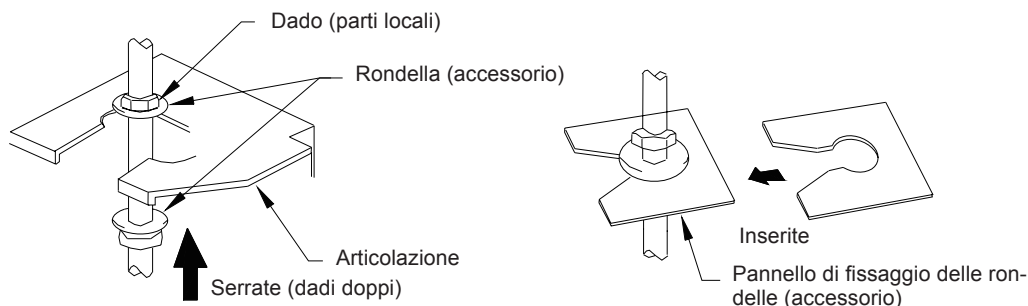 Dado (parti locali)
Rondella (accessorio)
Articolazione
Serrate (dadi doppi)
Inserite
Pannello di fissaggio delle ron-
delle (accessorio)